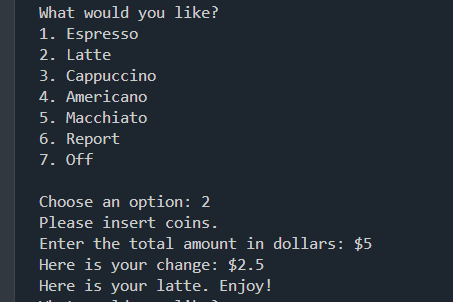 What would you like?
1. Espresso
2. Latte
3. Cappuccino
4. Americano
5. Macchiato
6. Report
7. Off
Choose an option: 2
Please insert coins.
Enter the total amount in dollars: $5
Here is your change: $2.5
Here is your latte. Enjoy!